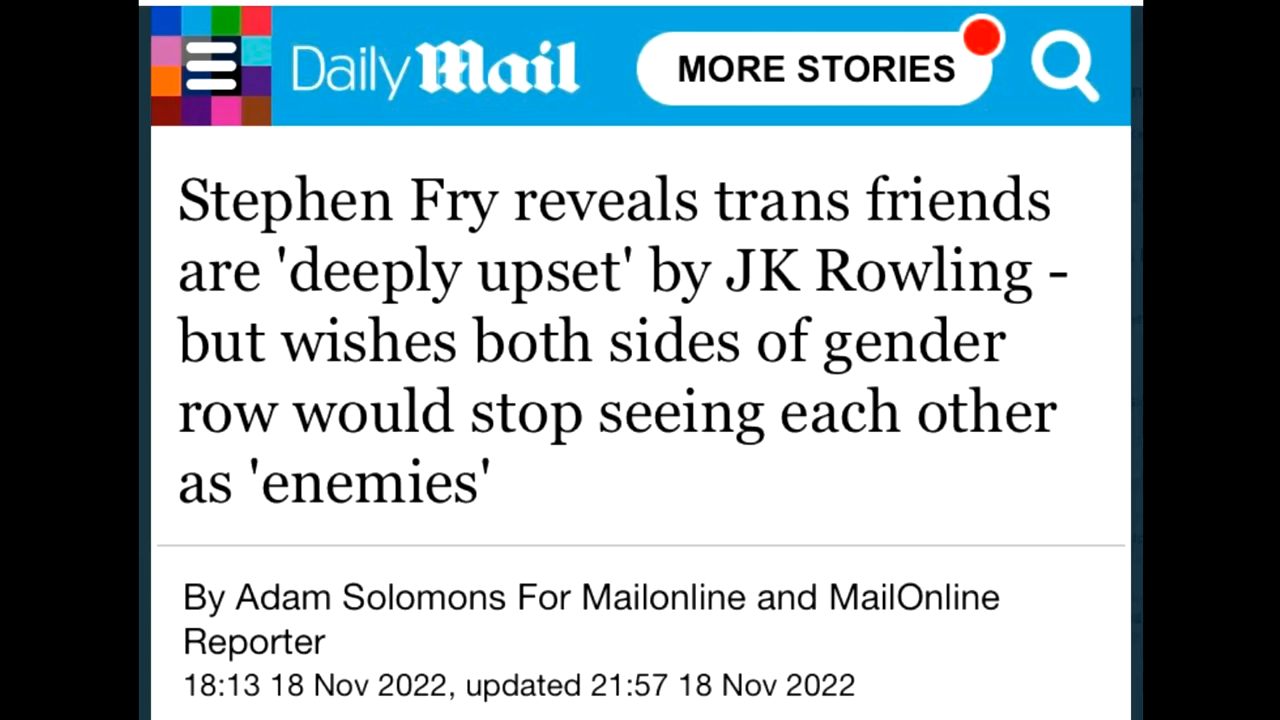 Daily Mail
MORE STORIES
Stephen Fry reveals trans friends
are 'deeply upset' by JK Rowling -
but wishes both sides of gender
row would stop seeing each other
as 'enemies'
By Adam Solomons For Mailonline and MailOnline
Reporter
18:13 18 Nov 2022, updated 21:57 18 Nov 2022